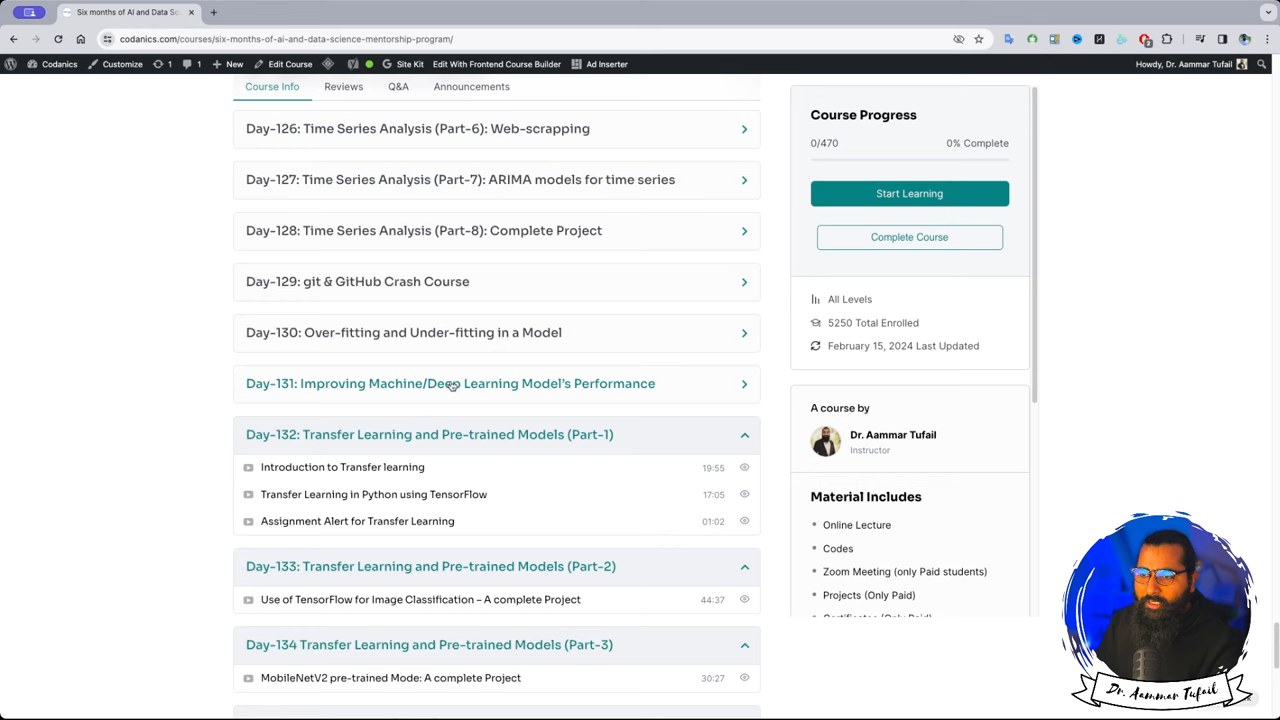 Six months of AI and Data Sc
codanics.com/courses/six-months-of-ai-and-data-science-mentorship-program/
Codanics Customize 1 1 New Edit Course Site Kit Edit With Frontend Course Builder Ad Inserter Howdy, Dr. Aammar Tufail
Course Info Reviews Q&A Announcements
Day-126: Time Series Analysis (Part-6): Web-scrapping
Day-127: Time Series Analysis (Part-7): ARIMA models for time series
Day-128: Time Series Analysis (Part-8): Complete Project
Day-129: git & GitHub Crash Course
Day-130: Over-fitting and Under-fitting in a Model
Day-131: Improving Machine/Deep Learning Model's Performance
Day-132: Transfer Learning and Pre-trained Models (Part-1)
Introduction to Transfer learning 19:55
Transfer Learning in Python using TensorFlow 17:05
Assignment Alert for Transfer Learning 01:02
Day-133: Transfer Learning and Pre-trained Models (Part-2)
Use of TensorFlow for Image Classification – A complete Project 44:37
Day-134 Transfer Learning and Pre-trained Models (Part-3)
MobileNetV2 pre-trained Mode: A complete Project 30:27
Course Progress
0/470 0% Complete
Start Learning
Complete Course
All Levels
5250 Total Enrolled
February 15, 2024 Last Updated
A course by
Dr. Aammar Tufail
Instructor
Material Includes
Online Lecture
Codes
Zoom Meeting (only Paid students)
Projects (Only Paid)
Dr. Aammar Tufail